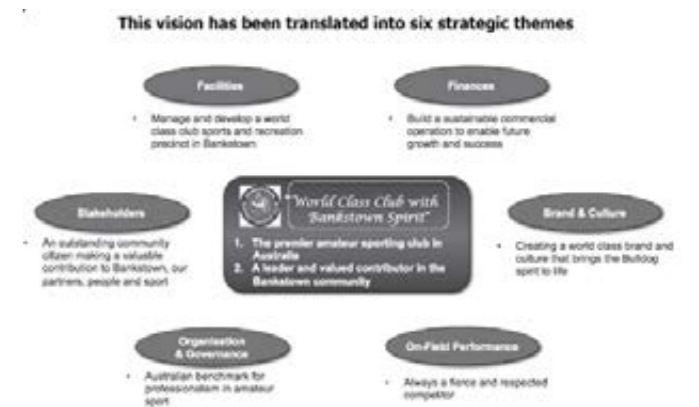 This vision has been translated into six strategic themes
Facilities
• Manage and develop a world
class club sports and recreation
precinct in Bankstown
Finances
• Build a sustainable commercial
operation to enable future
growth and success
Stakeholders
• An outstanding community
citizen making a valuable
contribution to Bankstown, our
partners, people and sport
"World Class Club with
Bankstown Spirit"
1. The premier amateur sporting club in
Australia
2. A leader and valued contributor in the
Bankstown community
Brand & Culture
• Creating a world class brand and
culture that brings the Bulldog
spirit to life
Organisation
& Governance
• Australian benchmark for
professionalism in amateur
sport
On-Field Performance
• Always a fierce and respected
competitor